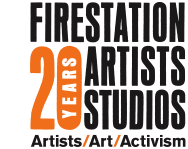 FIRESTATION
20 YEARS ARTISTS
STUDIOS
Artists/Art/Activism